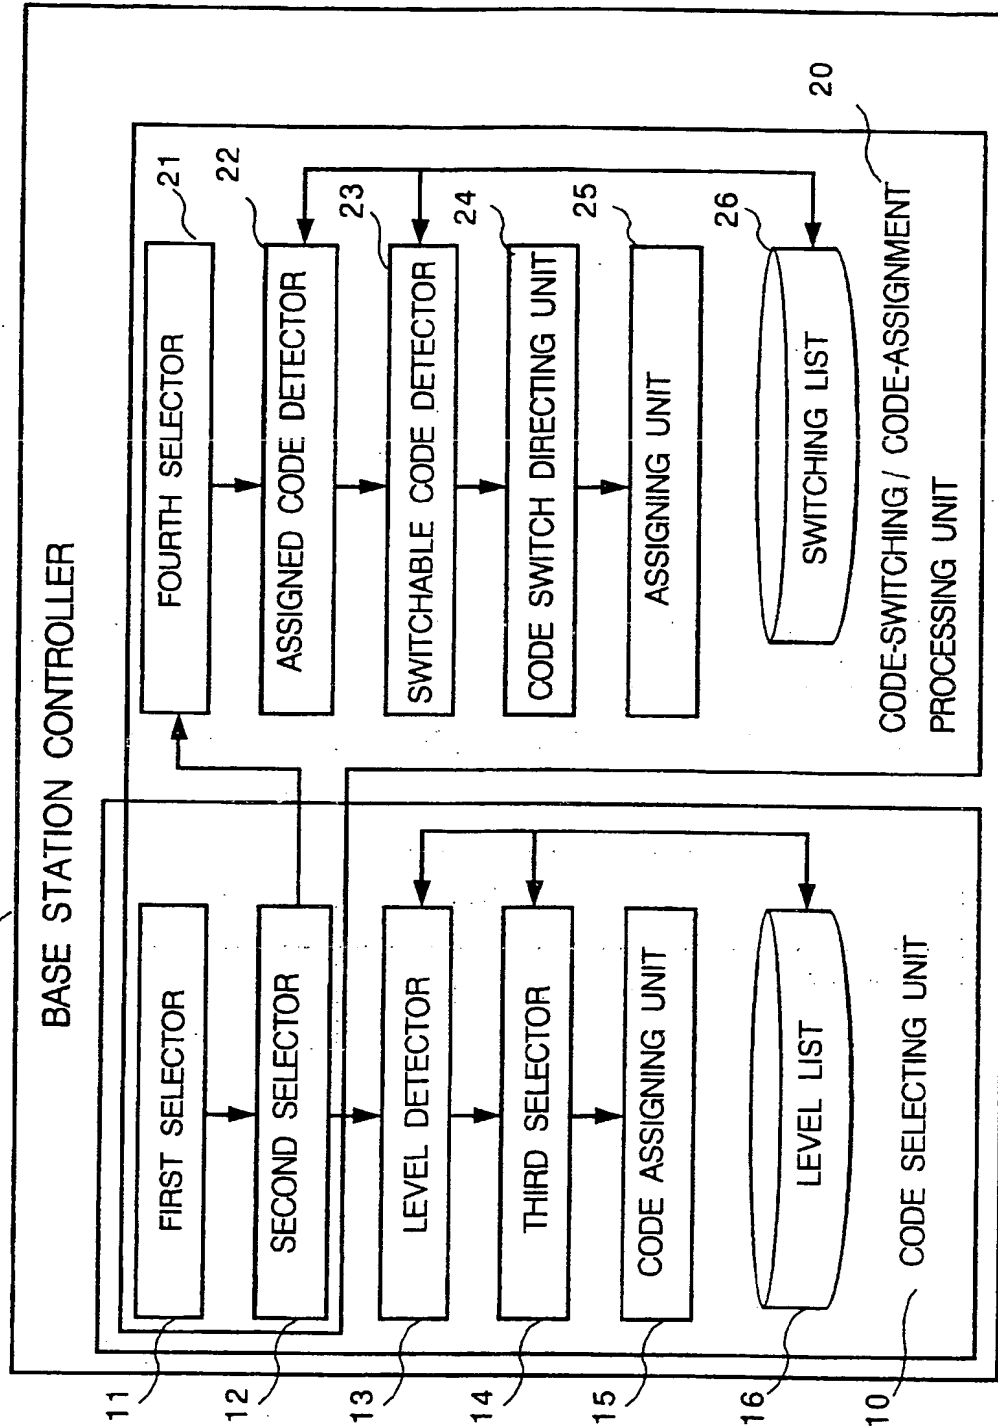 BASE STATION CONTROLLER
11
FIRST SELECTOR
12
SECOND SELECTOR
13
LEVEL DETECTOR
14
THIRD SELECTOR
15
CODE ASSIGNING UNIT
16
LEVEL LIST
10
CODE SELECTING UNIT
21
FOURTH SELECTOR
22
ASSIGNED CODE DETECTOR
23
SWITCHABLE CODE DETECTOR
24
CODE SWITCH DIRECTING UNIT
25
ASSIGNING UNIT
26
SWITCHING LIST
20
CODE-SWITCHING / CODE-ASSIGNMENT
PROCESSING UNIT